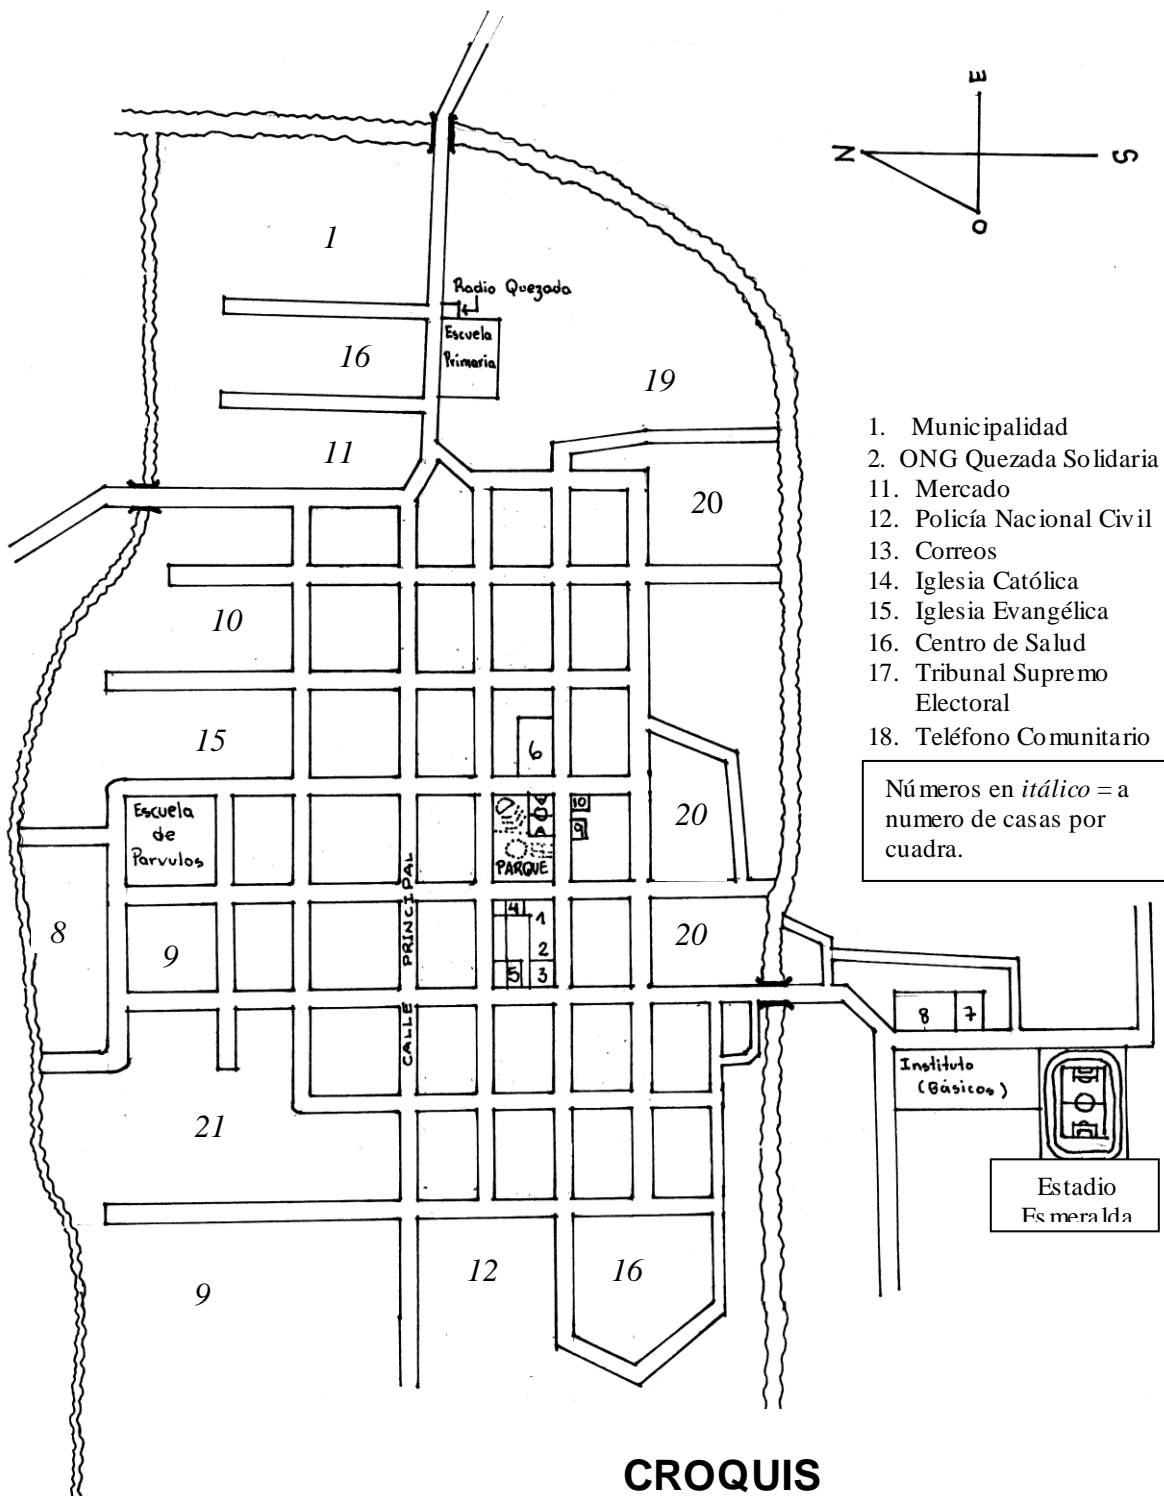 E
N
S
O
1
Radio Quezada
Escuela
Primaria
16
19
11
1. Municipalidad
2. ONG Quezada Solidaria
11. Mercado
12. Policía Nacional Civil
13. Correos
14. Iglesia Católica
15. Iglesia Evangélica
16. Centro de Salud
17. Tribunal Supremo
Electoral
18. Teléfono Comunitario
20
10
15
6
Números en itálico = a
numero de casas por
cuadra.
Escuela
de
Parvulos
10
9
20
PARQUE
CALLE PRINCIPAL
4
1
2
5
3
8
9
20
8
7
Instituto
(Básicos)
21
Estadio
Esmeralda
9
12
16
CROQUIS